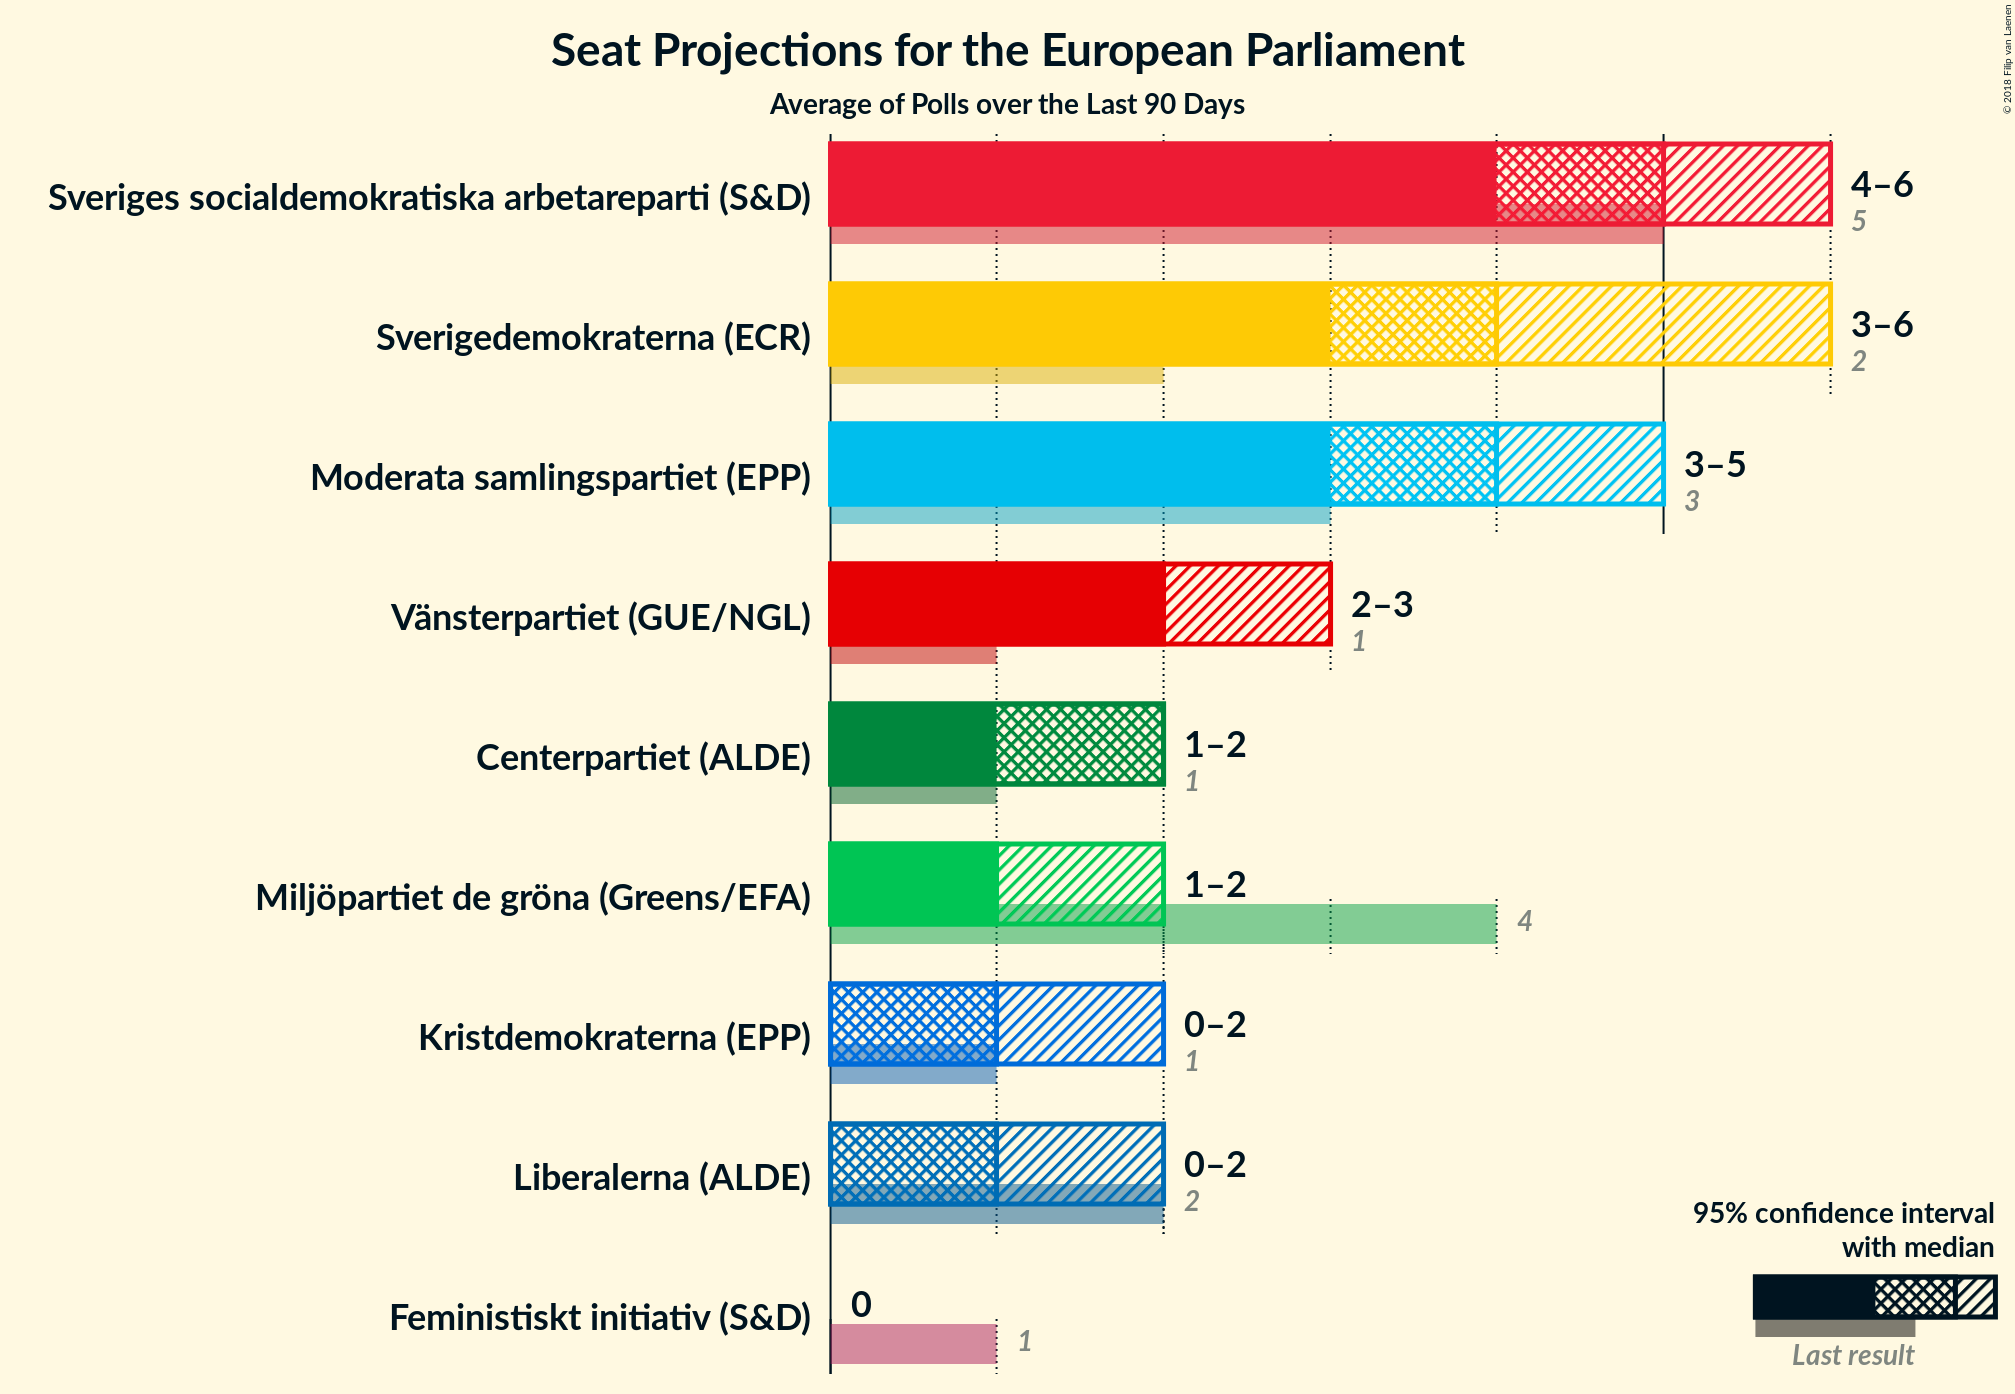 Seat Projections for the European Parliament
Average of Polls over the Last 90 Days
© 2018 Filip van Laenen
Sveriges socialdemokratiska arbetareparti (S&D)
4–6
5
Sverigedemokraterna (ECR)
3–6
2
Moderata samlingspartiet (EPP)
3–5
3
Vänsterpartiet (GUE/NGL)
2–3
1
Centerpartiet (ALDE)
1–2
1
Miljöpartiet de gröna (Greens/EFA)
1–2
4
Kristdemokraterna (EPP)
0–2
1
Liberalerna (ALDE)
0–2
2
Feministiskt initiativ (S&D)
0
1
95% confidence interval
with median
Last result